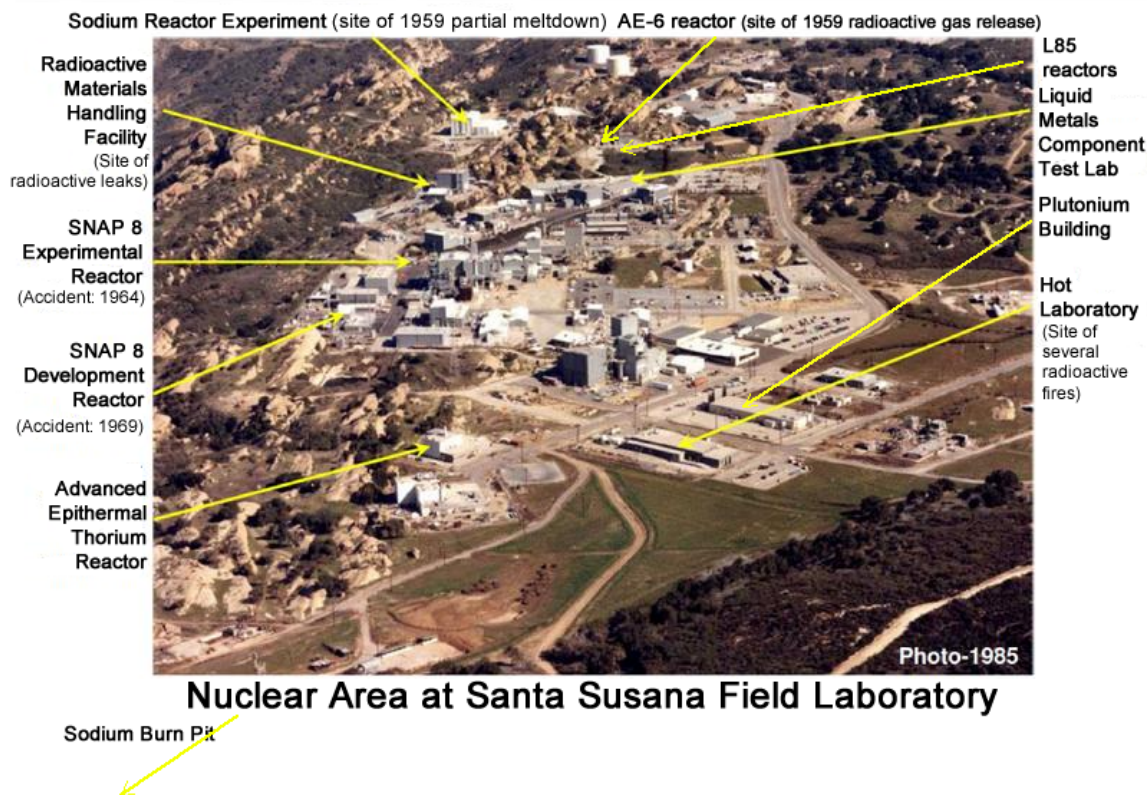 Sodium Reactor Experiment (site of 1959 partial meltdown)
AE-6 reactor (site of 1959 radioactive gas release)
Radioactive
Materials
Handling
Facility
(Site of
radioactive leaks)
SNAP 8
Experimental
Reactor
(Accident: 1964)
SNAP 8
Development
Reactor
(Accident: 1969)
Advanced
Epithermal
Thorium
Reactor
L85
reactors
Liquid
Metals
Component
Test Lab
Plutonium
Building
Hot
Laboratory
(Site of
several
radioactive
fires)
Photo-1985
Nuclear Area at Santa Susana Field Laboratory
Sodium Burn Pit